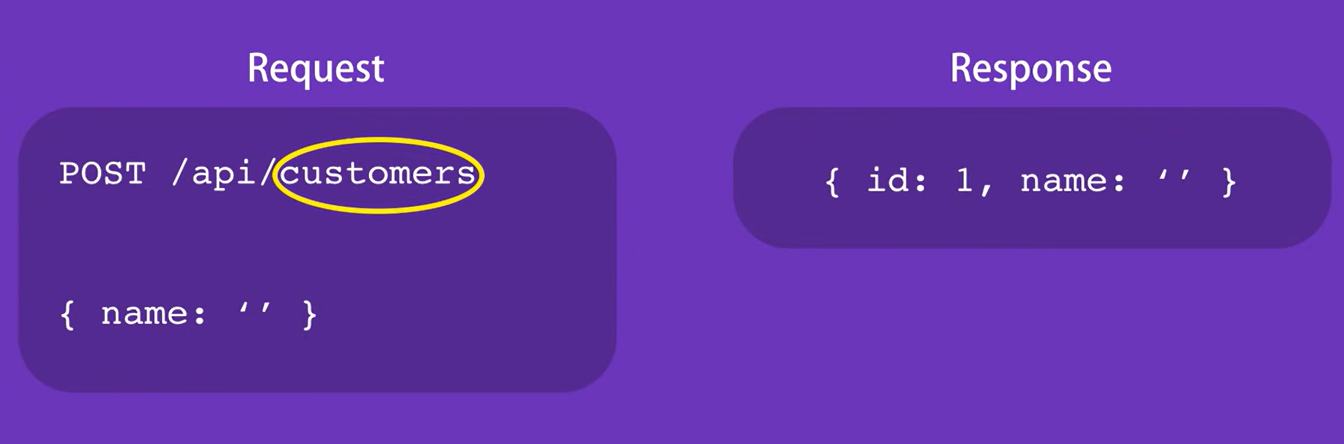 Request
POST /api/customers
{ name: ‘’ }
Response
{ id: 1, name: ‘’ }